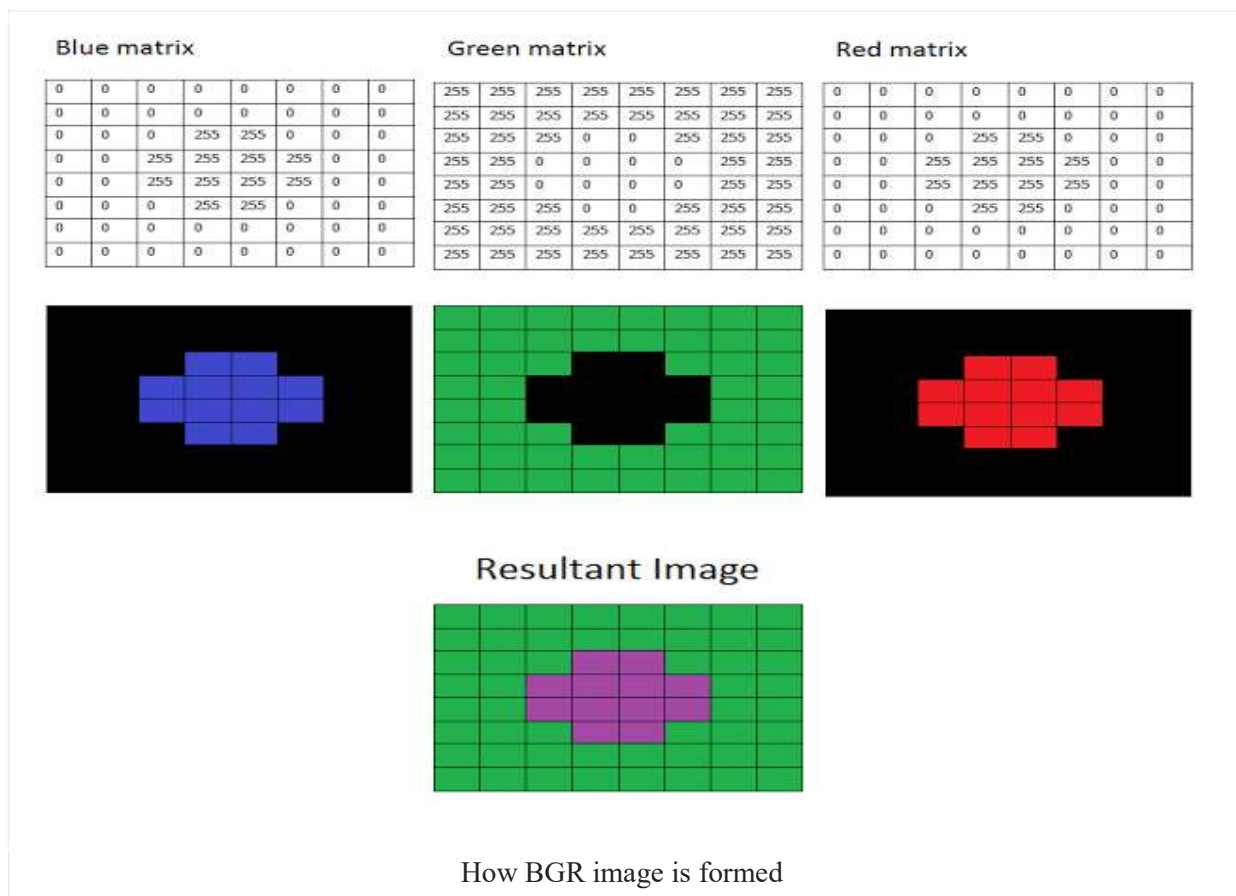 Blue matrix
0 0 0 0 0 0 0 0
0 0 0 0 0 0 0 0
0 0 0 255 255 0 0 0
0 0 255 255 255 255 0 0
0 0 255 255 255 255 0 0
0 0 0 255 255 0 0 0
0 0 0 0 0 0 0 0
0 0 0 0 0 0 0 0
Green matrix
255 255 255 255 255 255 255 255
255 255 255 255 255 255 255 255
255 255 255 0 0 255 255 255
255 255 0 0 0 0 255 255
255 255 0 0 0 0 255 255
255 255 255 0 0 255 255 255
255 255 255 255 255 255 255 255
255 255 255 255 255 255 255 255
Red matrix
0 0 0 0 0 0 0 0
0 0 0 0 0 0 0 0
0 0 0 255 255 0 0 0
0 0 255 255 255 255 0 0
0 0 255 255 255 255 0 0
0 0 0 255 255 0 0 0
0 0 0 0 0 0 0 0
0 0 0 0 0 0 0 0
Resultant Image
How BGR image is formed